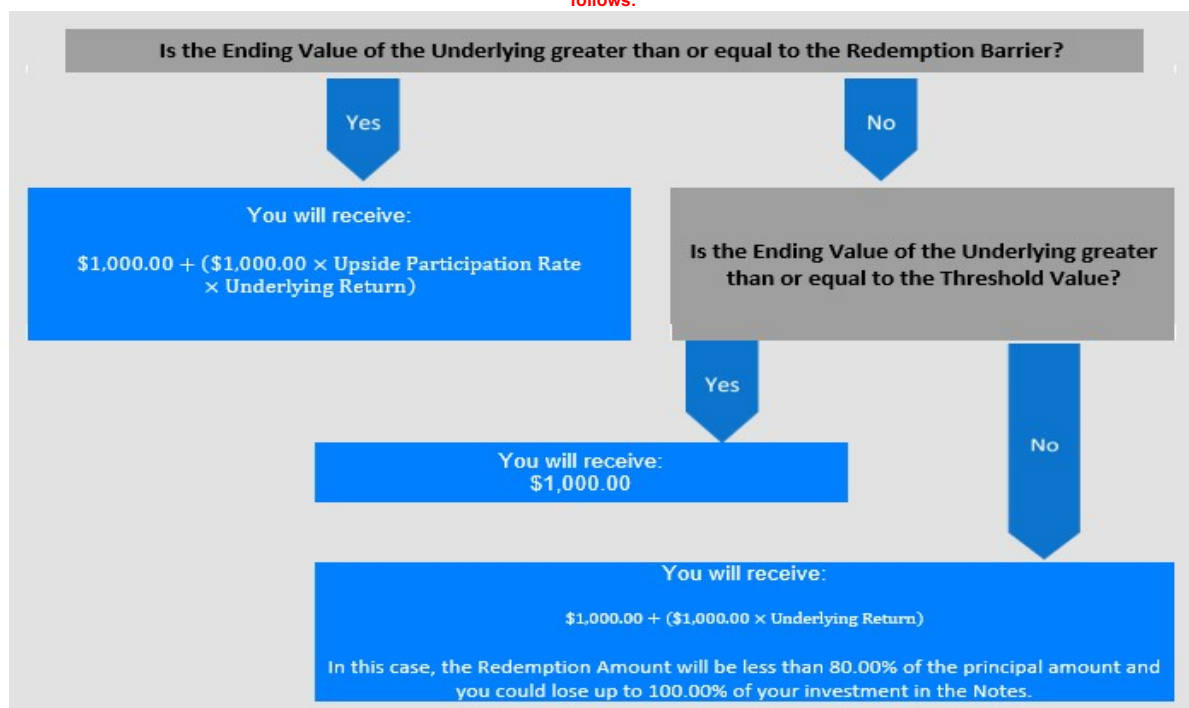 follows:
Is the Ending Value of the Underlying greater than or equal to the Redemption Barrier?
Yes
No
You will receive:
$1,000.00 + ($1,000.00 × Upside Participation Rate
× Underlying Return)
Is the Ending Value of the Underlying greater
than or equal to the Threshold Value?
Yes
No
You will receive:
$1,000.00
You will receive:
$1,000.00 + ($1,000.00 × Underlying Return)
In this case, the Redemption Amount will be less than 80.00% of the principal amount and
you could lose up to 100.00% of your investment in the Notes.